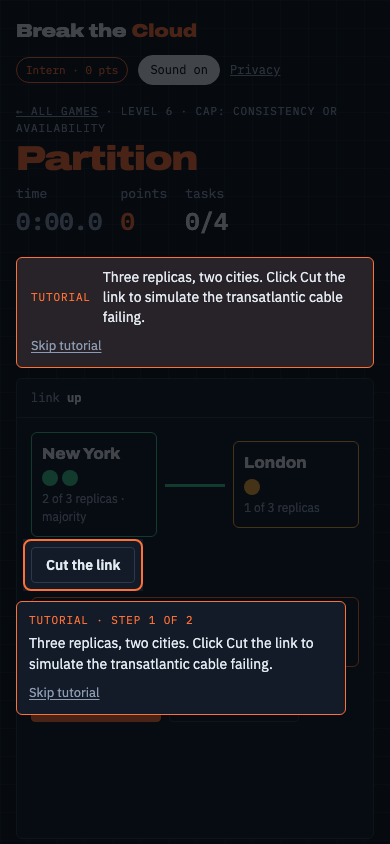 Break the Cloud
Intern · 0 pts
Sound on
Privacy
← ALL GAMES · LEVEL 6 · CAP: CONSISTENCY OR
AVAILABILITY
Partition
time points tasks
0:00.0 0 0/4
TUTORIAL
Three replicas, two cities. Click Cut the
link to simulate the transatlantic cable
failing.
Skip tutorial
link up
New York
2 of 3 replicas ·
majority
London
1 of 3 replicas
Cut the link
TUTORIAL · STEP 1 OF 2
Three replicas, two cities. Click Cut the link to
simulate the transatlantic cable failing.
Skip tutorial